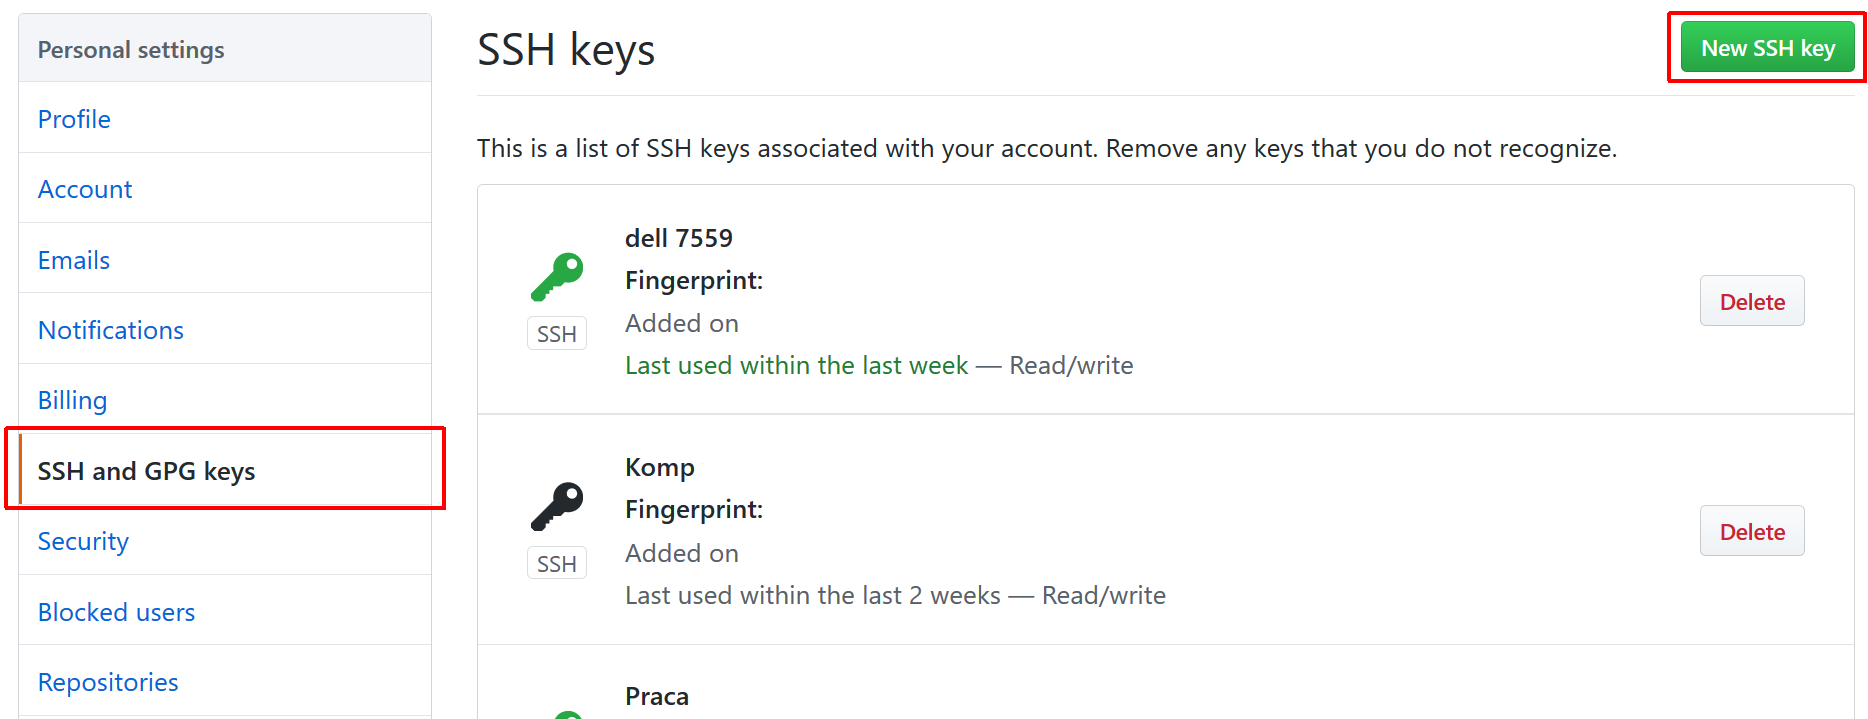 Personal settings
Profile
Account
Emails
Notifications
Billing
SSH and GPG keys
Security
Blocked users
Repositories
SSH keys
New SSH key
This is a list of SSH keys associated with your account. Remove any keys that you do not recognize.
dell 7559
Fingerprint:
Added on
Last used within the last week — Read/write
SSH
Delete
Komp
Fingerprint:
Added on
Last used within the last 2 weeks — Read/write
SSH
Delete
Praca